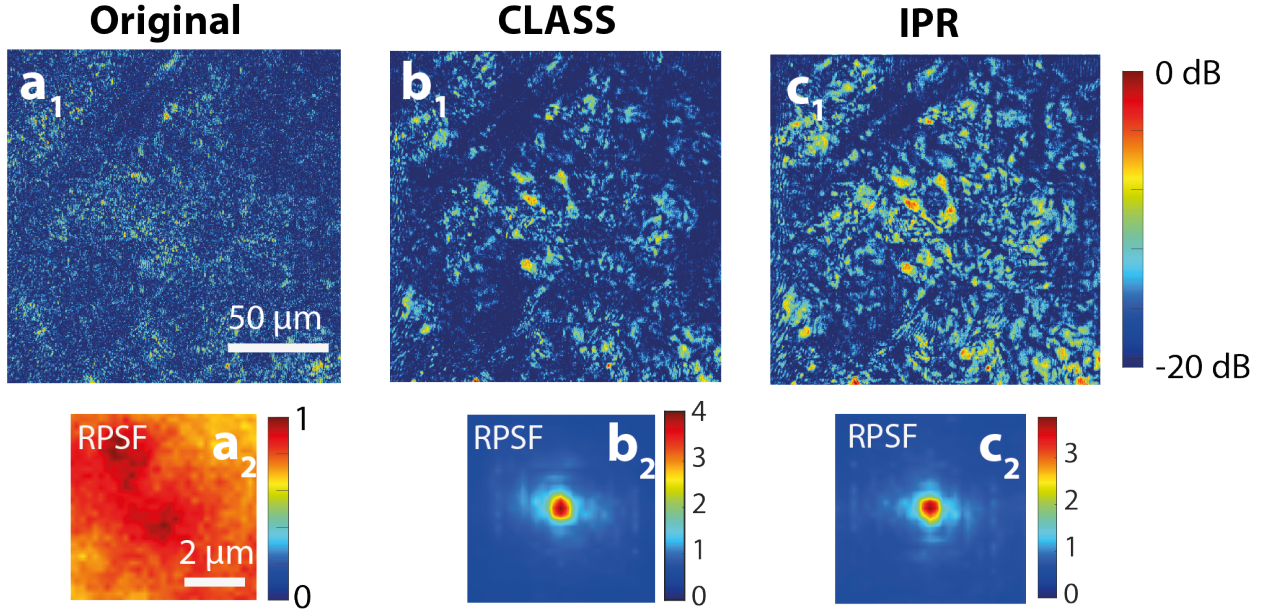 Original CLASS IPR
a1 b1 c1
0 dB
50 μm
-20 dB
RPSF a2 1 RPSF b2 4 RPSF c2
3 3
2 2
2 μm 1 1
0 0 0